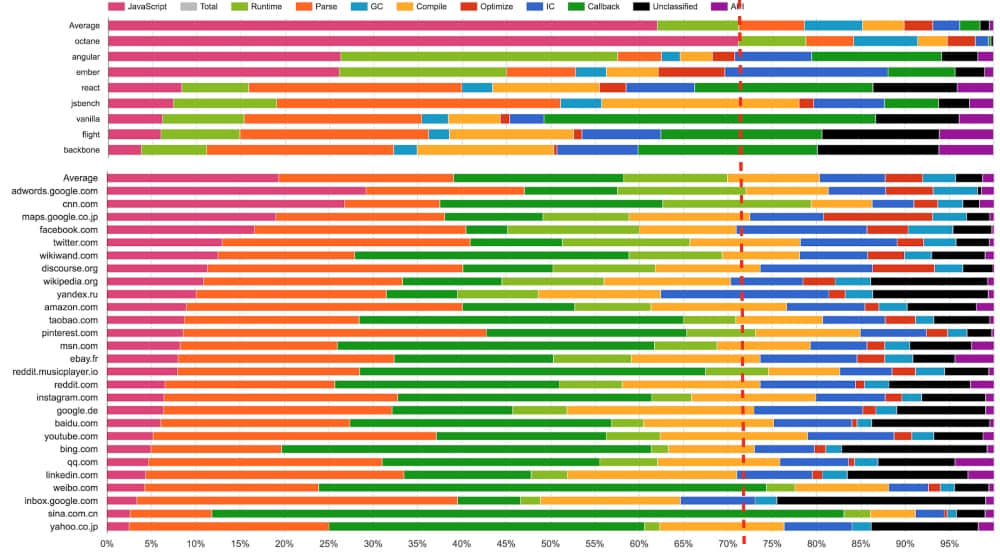 JavaScript Total Runtime Parse GC Compile Optimize IC Callback Unclassified API
Average
octane
angular
ember
react
jsbench
vanilla
flight
backbone
Average
adwords.google.com
cnn.com
maps.google.co.jp
facebook.com
twitter.com
wikiwand.com
discourse.org
wikipedia.org
yandex.ru
amazon.com
taobao.com
pinterest.com
msn.com
ebay.fr
reddit.musicplayer.io
reddit.com
instagram.com
google.de
baidu.com
youtube.com
bing.com
qq.com
linkedin.com
weibo.com
inbox.google.com
sina.com.cn
yahoo.co.jp
0% 5% 10% 15% 20% 25% 30% 35% 40% 45% 50% 55% 60% 65% 70% 75% 80% 85% 90% 95%